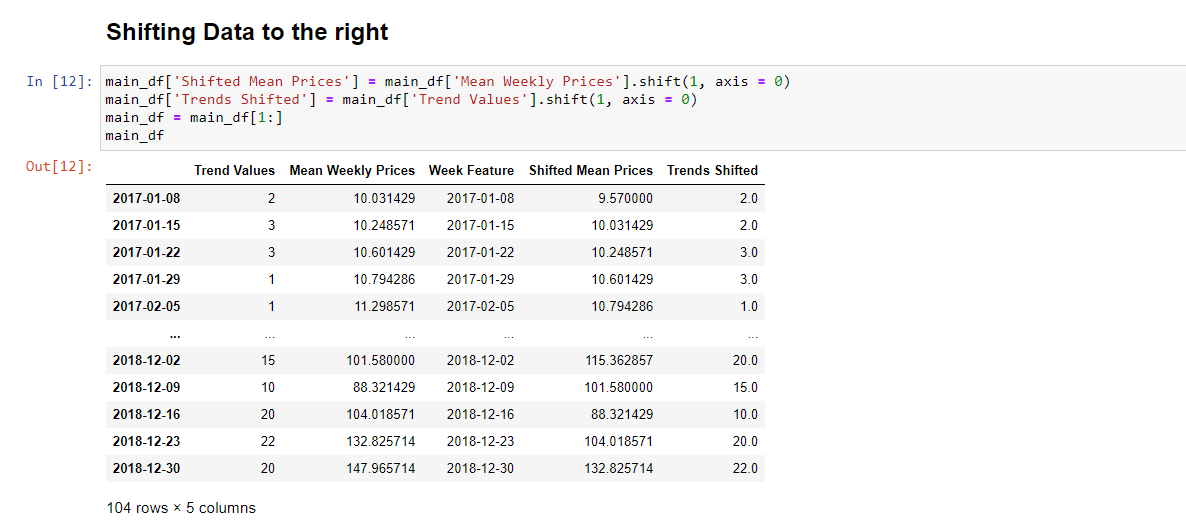 Shifting Data to the right
In [12]: main_df['Shifted Mean Prices'] = main_df['Mean Weekly Prices'].shift(1, axis = 0)
main_df['Trends Shifted'] = main_df['Trend Values'].shift(1, axis = 0)
main_df = main_df[1:]
main_df
Out[12]:
Trend Values Mean Weekly Prices Week Feature Shifted Mean Prices Trends Shifted
2017-01-08 2 10.031429 2017-01-08 9.570000 2.0
2017-01-15 3 10.248571 2017-01-15 10.031429 2.0
2017-01-22 3 10.601429 2017-01-22 10.248571 3.0
2017-01-29 1 10.794286 2017-01-29 10.601429 3.0
2017-02-05 1 11.298571 2017-02-05 10.794286 1.0
... ... ... ... ... ...
2018-12-02 15 101.580000 2018-12-02 115.362857 20.0
2018-12-09 10 88.321429 2018-12-09 101.580000 15.0
2018-12-16 20 104.018571 2018-12-16 88.321429 10.0
2018-12-23 22 132.825714 2018-12-23 104.018571 20.0
2018-12-30 20 147.965714 2018-12-30 132.825714 22.0
104 rows × 5 columns